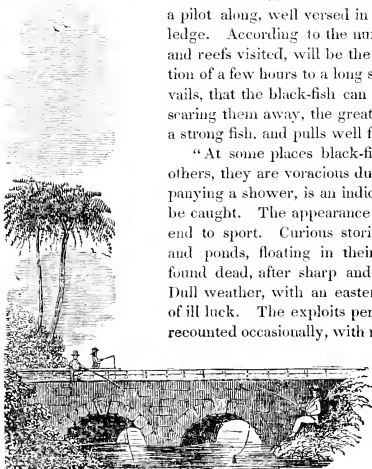 a pilot along, well versed in
ledge. According to the nu
and reefs visited, will be the
tion of a few hours to a long s
vails, that the black-fish can
scaring them away, the great
a strong fish, and pulls well f
"At some places black-fi
others, they are voracious du
panying a shower, is an indic
be caught. The appearance
end to sport. Curious stori
and ponds, floating in their
found dead, after sharp and
Dull weather, with an easter
of ill luck. The exploits per
recounted occasionally, with